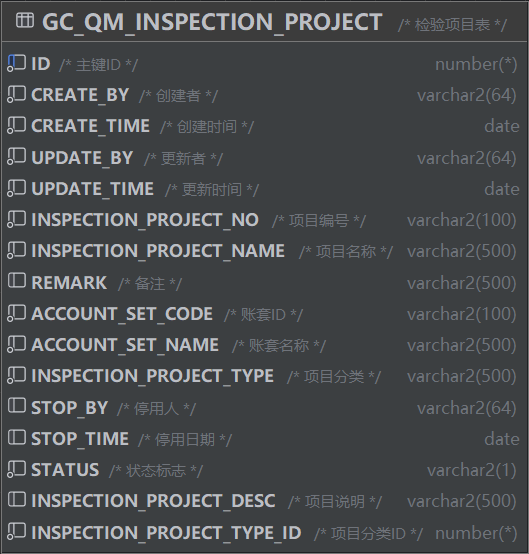 GC_QM_INSPECTION_PROJECT /* 检验项目表 */
ID /* 主键ID */ number(*)
CREATE_BY /* 创建者 */ varchar2(64)
CREATE_TIME /* 创建时间 */ date
UPDATE_BY /* 更新者 */ varchar2(64)
UPDATE_TIME /* 更新时间 */ date
INSPECTION_PROJECT_NO /* 项目编号 */ varchar2(100)
INSPECTION_PROJECT_NAME /* 项目名称 */ varchar2(500)
REMARK /* 备注 */ varchar2(500)
ACCOUNT_SET_CODE /* 账套ID */ varchar2(100)
ACCOUNT_SET_NAME /* 账套名称 */ varchar2(500)
INSPECTION_PROJECT_TYPE /* 项目分类 */ varchar2(500)
STOP_BY /* 停用人 */ varchar2(64)
STOP_TIME /* 停用日期 */ date
STATUS /* 状态标志 */ varchar2(1)
INSPECTION_PROJECT_DESC /* 项目说明 */ varchar2(500)
INSPECTION_PROJECT_TYPE_ID /* 项目分类ID */ number(*)